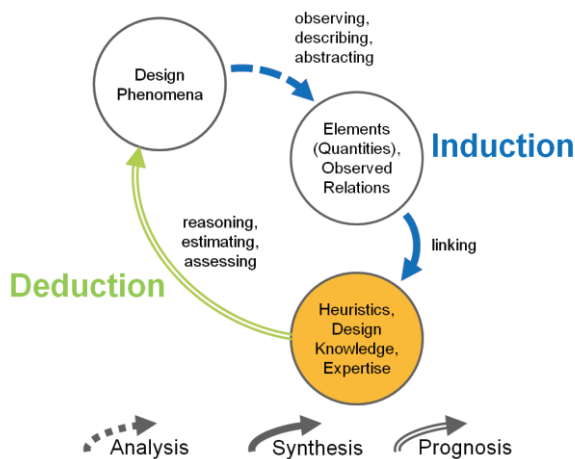 observing,
describing,
abstracting
Design
Phenomena
Elements
(Quantities),
Observed
Relations
Induction
linking
reasoning,
estimating,
assessing
Deduction
Heuristics,
Design
Knowledge,
Expertise
Analysis
Synthesis
Prognosis